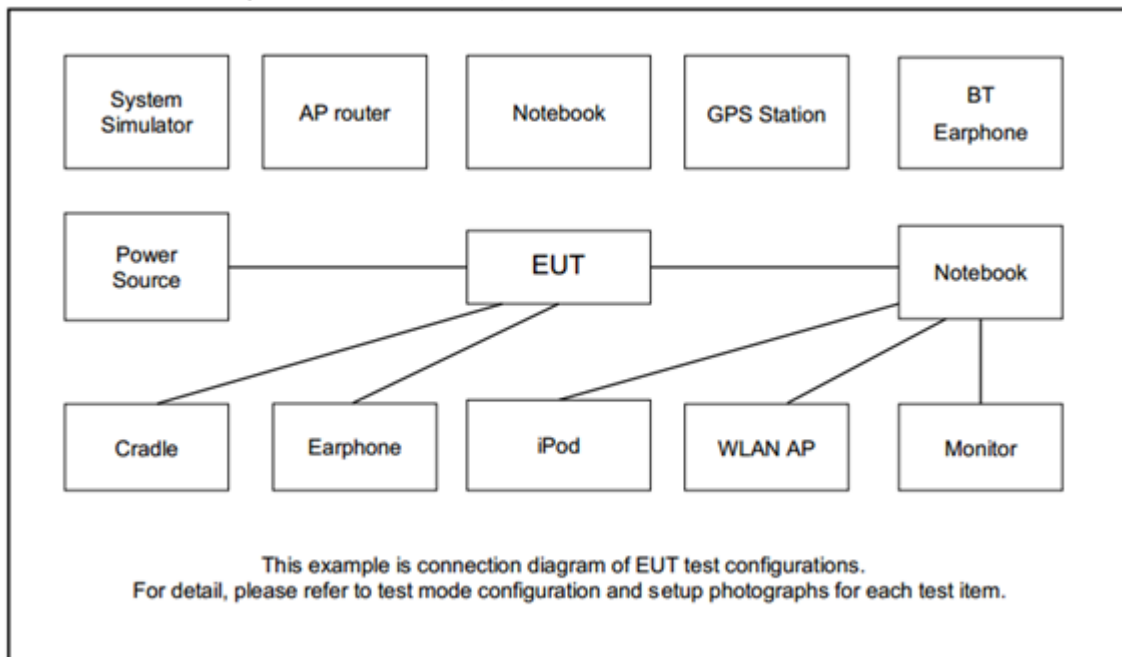 System
Simulator
AP router
Notebook
GPS Station
BT
Earphone
Power
Source
EUT
Notebook
Cradle
Earphone
iPod
WLAN AP
Monitor
This example is connection diagram of EUT test configurations.
For detail, please refer to test mode configuration and setup photographs for each test item.